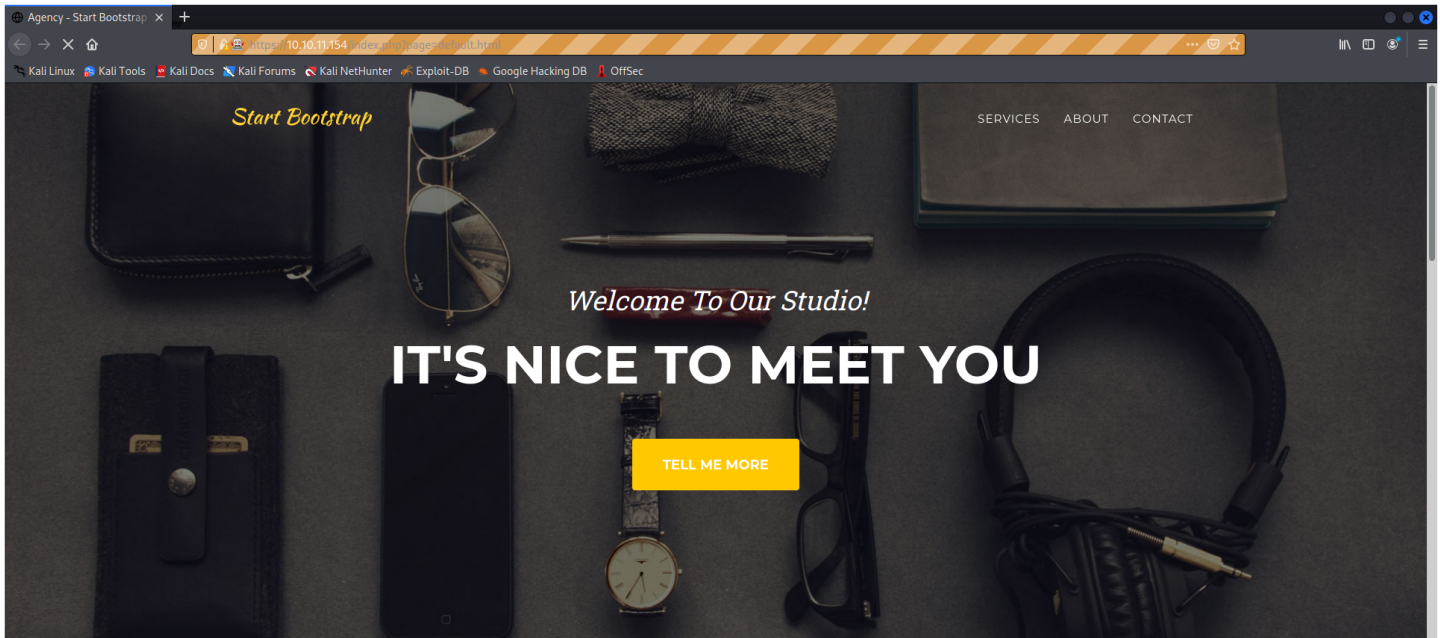 Agency - Start Bootstrap
https://10.10.11.154/index.php?page=default.html
Kali Linux Kali Tools Kali Docs Kali Forums Kali NetHunter Exploit-DB Google Hacking DB OffSec
Start Bootstrap SERVICES ABOUT CONTACT
Welcome To Our Studio!
IT'S NICE TO MEET YOU
TELL ME MORE